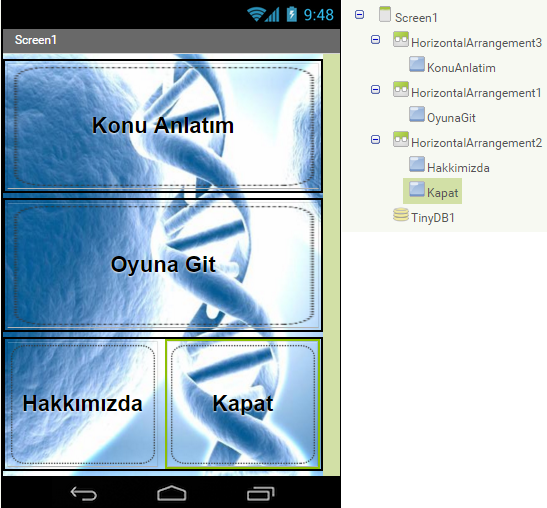 9:48
Screen1
Konu Anlatım
Oyuna Git
Hakkımızda
Kapat
Screen1
HorizontalArrangement3
KonuAnlatim
HorizontalArrangement1
OyunaGit
HorizontalArrangement2
Hakkimizda
Kapat
TinyDB1